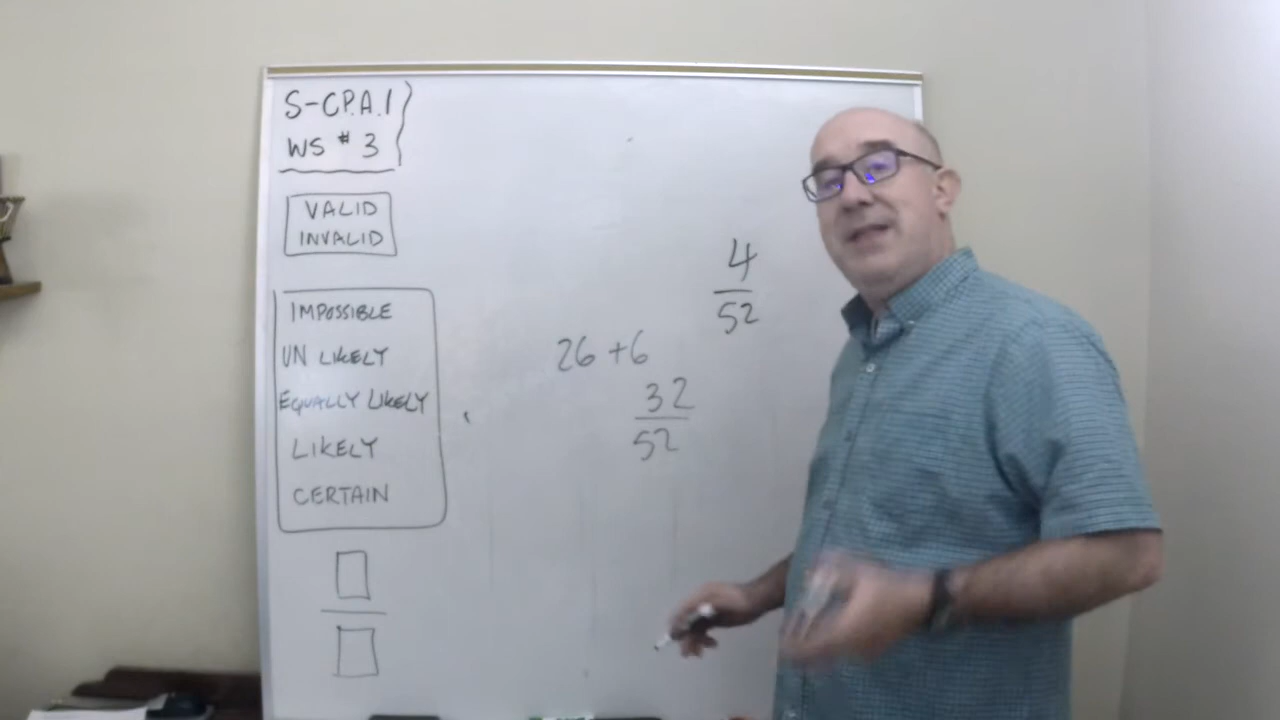 S-CP.A.1
WS # 3
VALID
INVALID
IMPOSSIBLE
UN LIKELY
EQUALLY LIKELY
LIKELY
CERTAIN
4
52
26 + 6
32
52